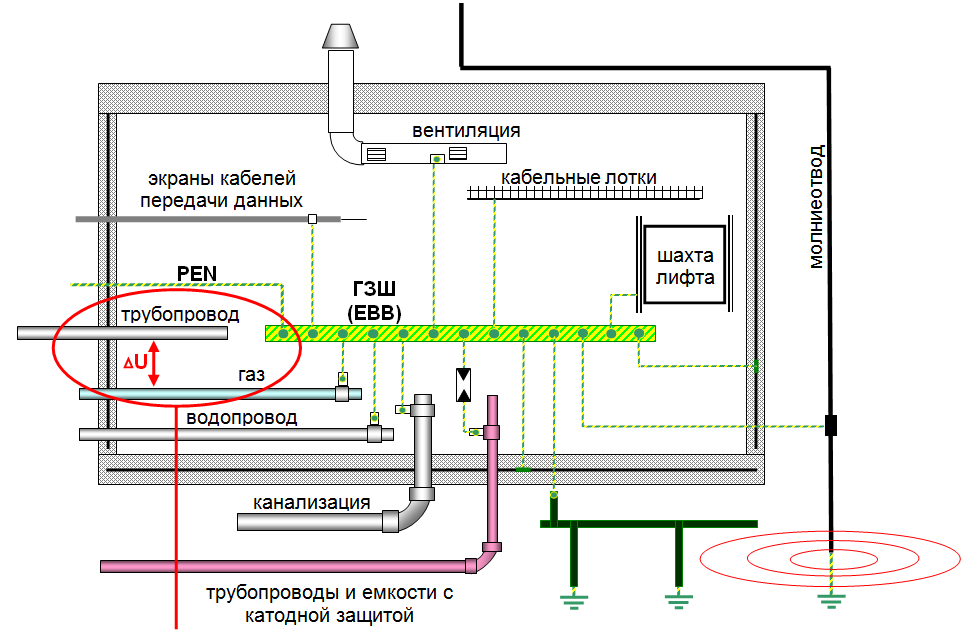 вентиляция
экраны кабелей
передачи данных
кабельные лотки
молниеотвод
шахта
лифта
PEN
ГЗШ
(ЕВВ)
трубопровод
ΔU
газ
водопровод
канализация
трубопроводы и емкости с
катодной защитой